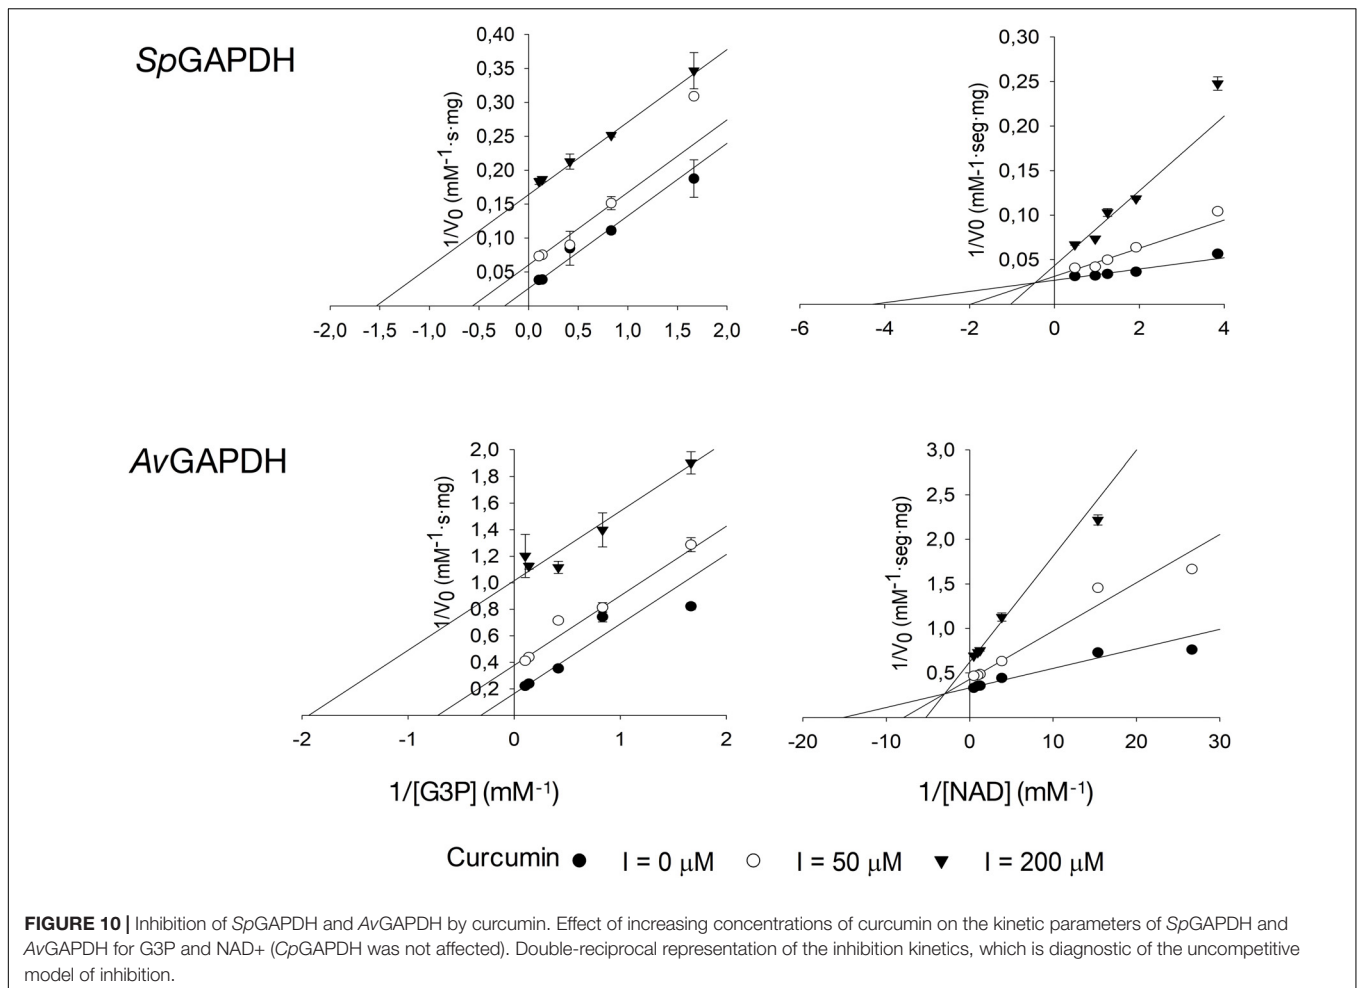 SpGAPDH
1/V0 (mM-1·s·mg)
0,40
0,35
0,30
0,25
0,20
0,15
0,10
0,05
-2,0 -1,5 -1,0 -0,5 0,0 0,5 1,0 1,5 2,0
1/V0 (mM-1·seg·mg)
0,30
0,25
0,20
0,15
0,10
0,05
-6 -4 -2 0 2 4
AvGAPDH
1/V0 (mM-1·s·mg)
2,0
1,8
1,6
1,4
1,2
1,0
0,8
0,6
0,4
0,2
-2 -1 0 1 2
1/[G3P] (mM-1)
1/V0 (mM-1·seg·mg)
3,0
2,5
2,0
1,5
1,0
0,5
-20 -10 0 10 20 30
1/[NAD] (mM-1)
Curcumin I = 0 μM I = 50 μM I = 200 μM
FIGURE 10 | Inhibition of SpGAPDH and AvGAPDH by curcumin. Effect of increasing concentrations of curcumin on the kinetic parameters of SpGAPDH and
AvGAPDH for G3P and NAD+ (CpGAPDH was not affected). Double-reciprocal representation of the inhibition kinetics, which is diagnostic of the uncompetitive
model of inhibition.